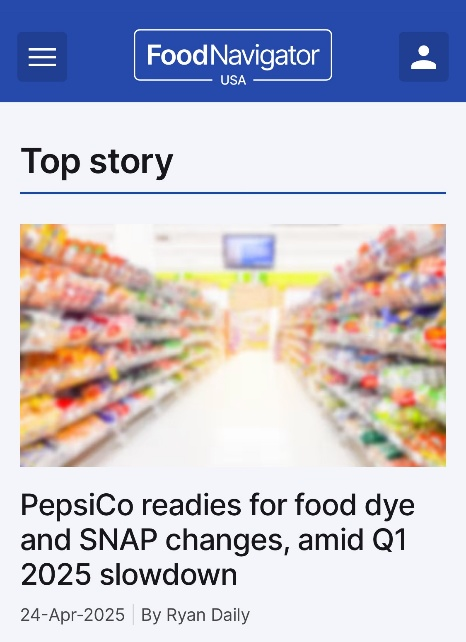 FoodNavigator
USA
Top story
PepsiCo readies for food dye
and SNAP changes, amid Q1
2025 slowdown
24-Apr-2025 | By Ryan Daily